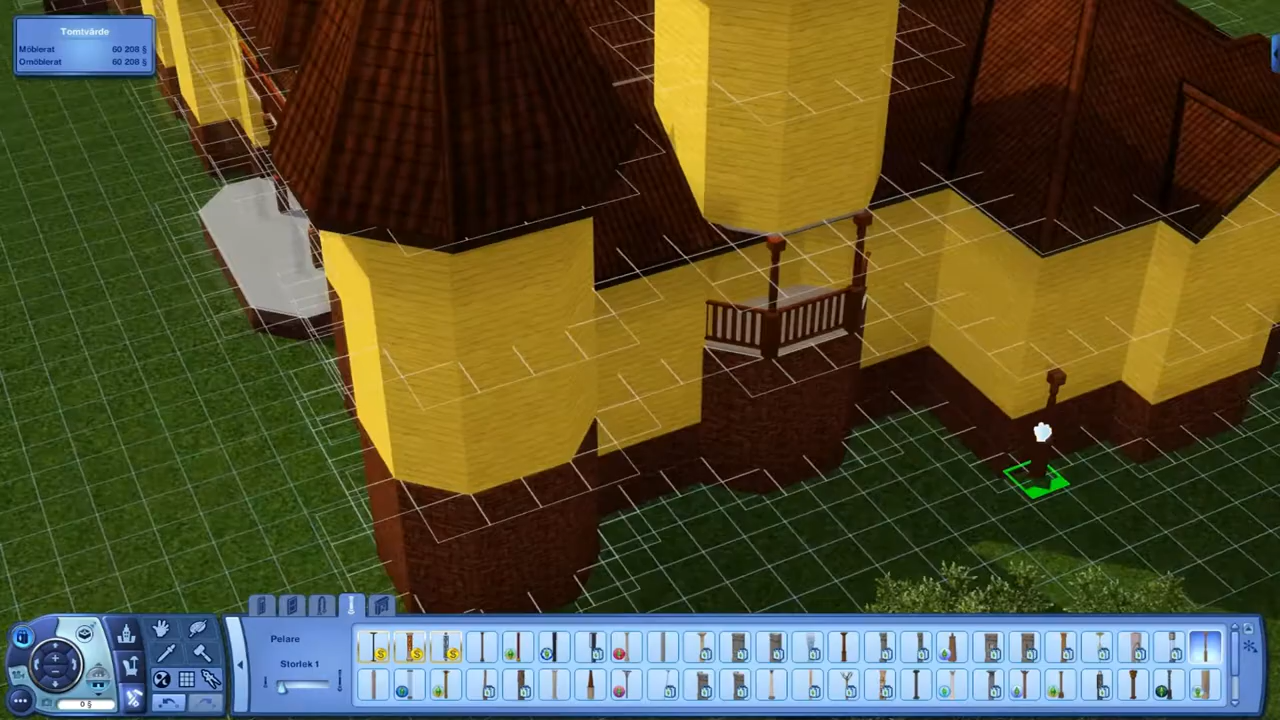 Tomtvärde
Möblerat 60 208 §
Omöblerat 60 208 §
Pelare
Storlek 1
0 §